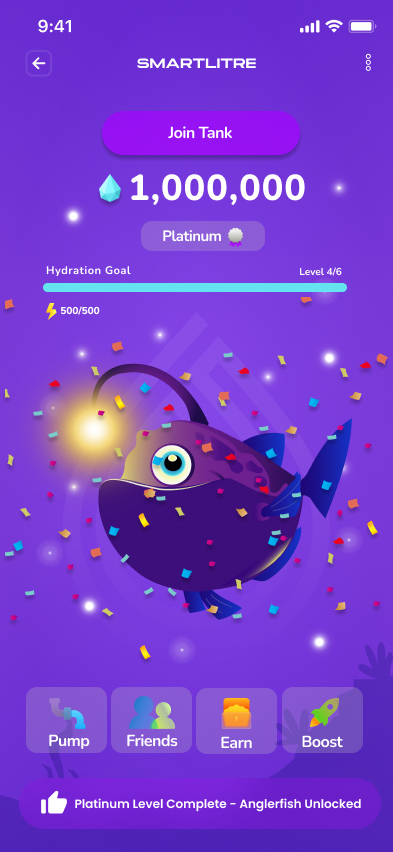 9:41
SMARTLITRE
Join Tank
1,000,000
Platinum
Hydration Goal
Level 4/6
500/500
Pump
Friends
Earn
Boost
Platinum Level Complete - Anglerfish Unlocked